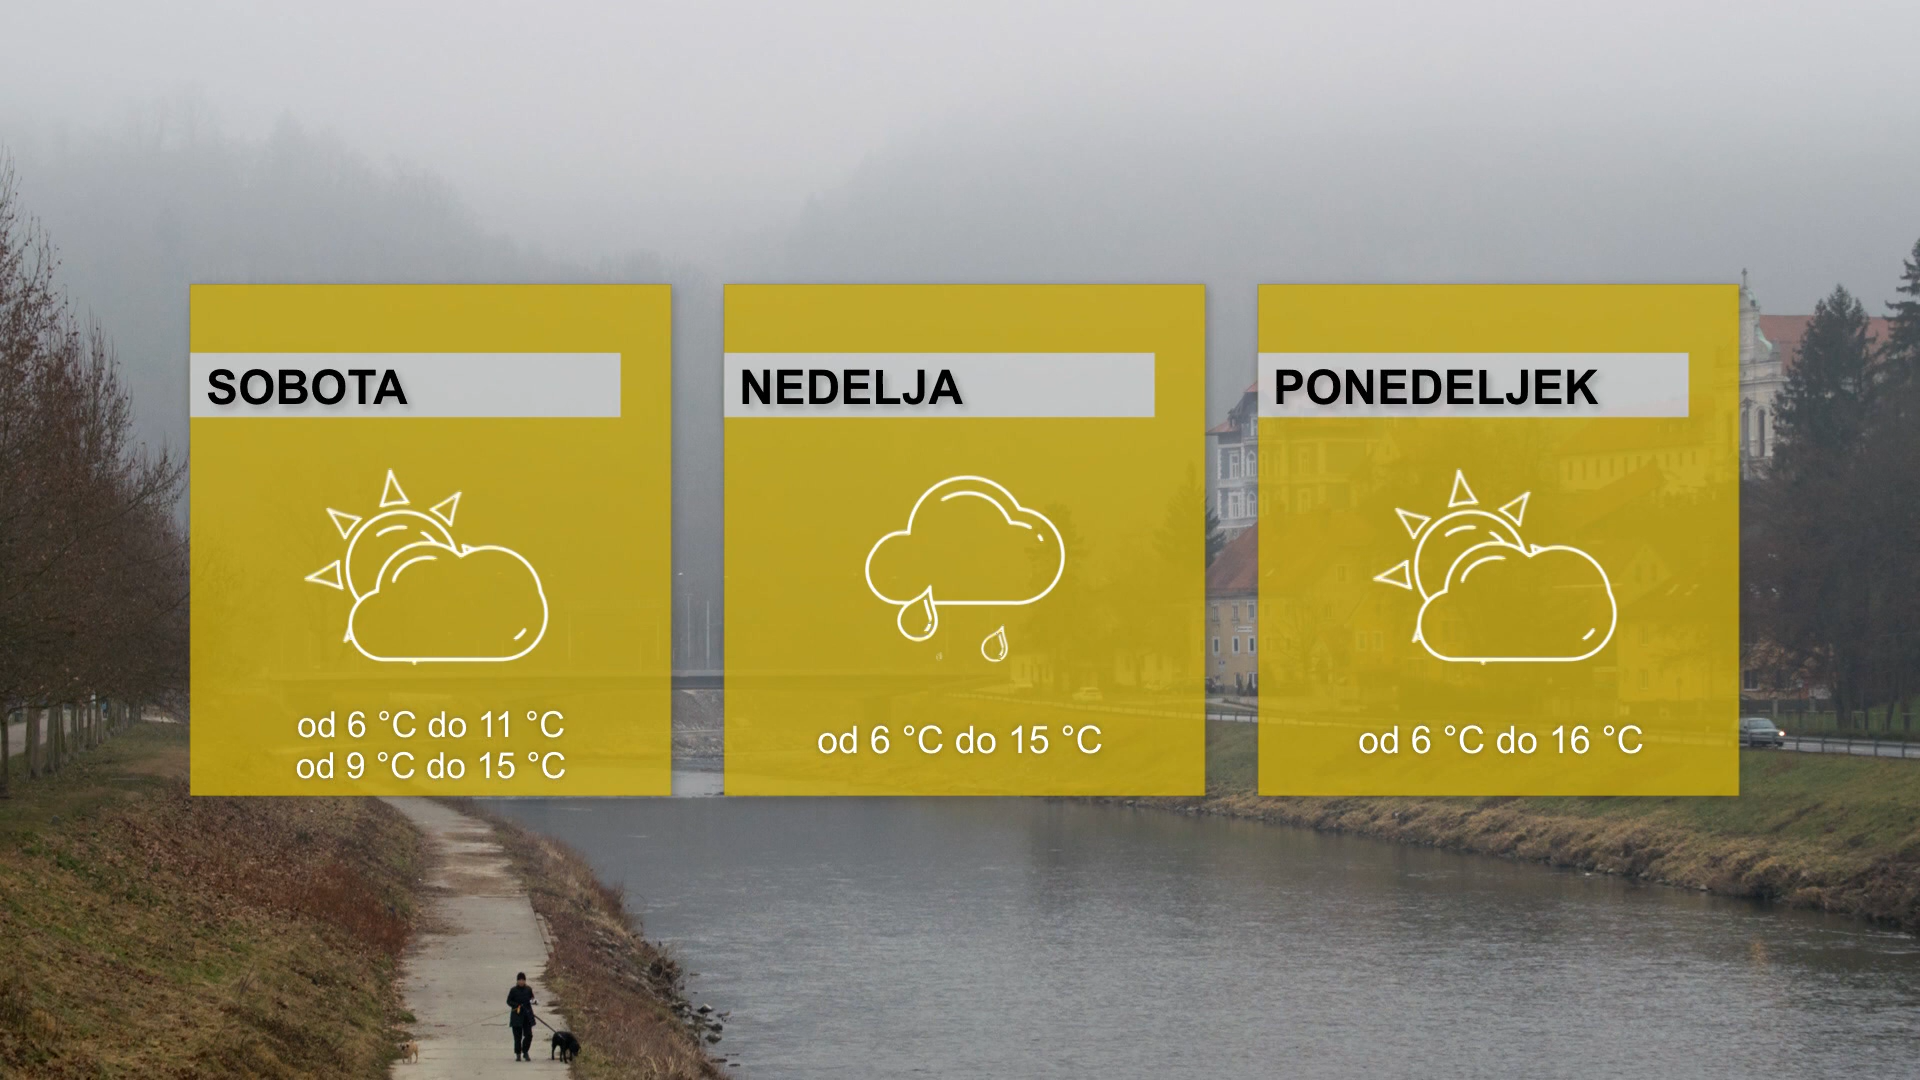 SOBOTA
od 6 °C do 11 °C
od 9 °C do 15 °C
NEDELJA
od 6 °C do 15 °C
PONEDELJEK
od 6 °C do 16 °C